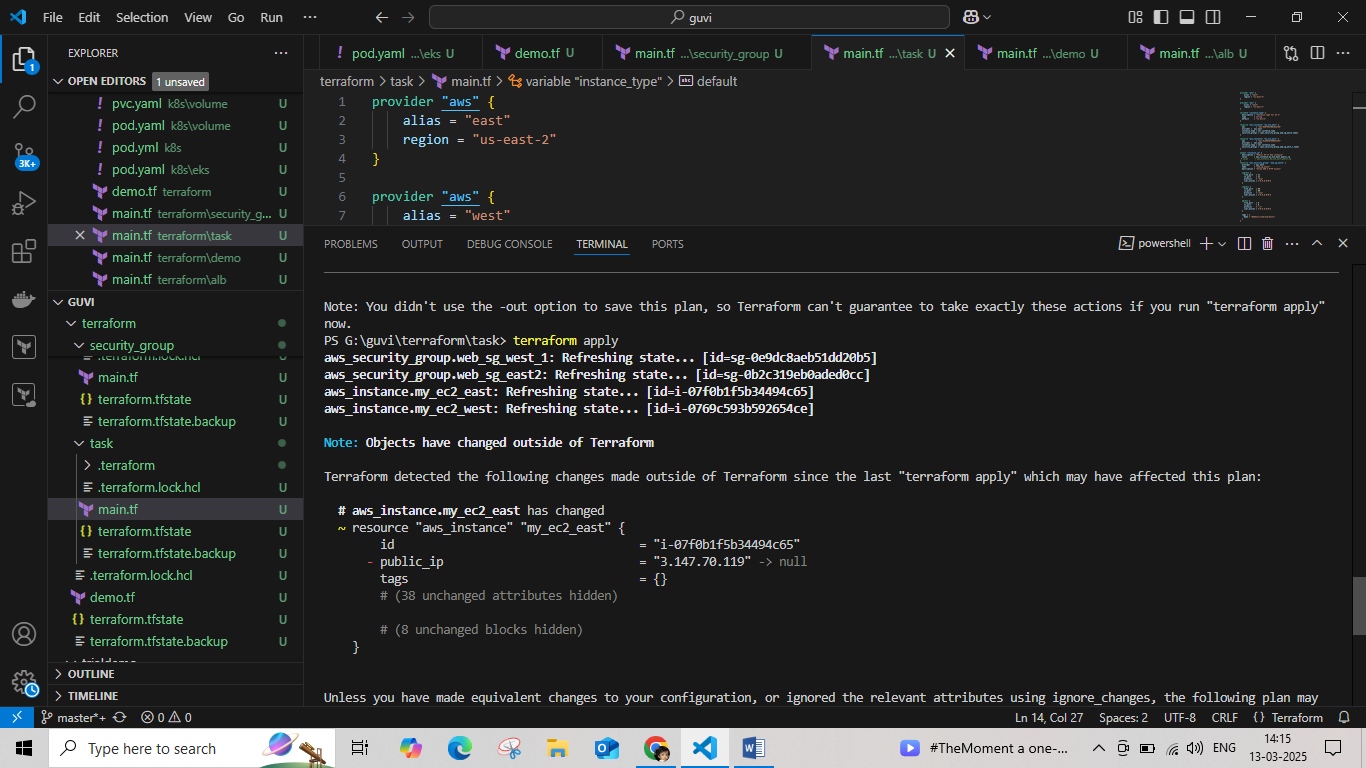 File Edit Selection View Go Run ···
guvi
EXPLORER
OPEN EDITORS 1 unsaved
! pvc.yaml k8s\volume U
! pod.yaml k8s\volume U
! pod.yml k8s U
! pod.yaml k8s\eks U
demo.tf terraform U
main.tf terraform\security_g... U
main.tf terraform\task U
main.tf terraform\demo U
main.tf terraform\alb U
GUVI
terraform
security_group
.terraform.lock.hcl U
main.tf U
{} terraform.tfstate U
terraform.tfstate.backup U
task
.terraform
.terraform.lock.hcl U
main.tf U
{} terraform.tfstate U
terraform.tfstate.backup U
.terraform.lock.hcl U
demo.tf U
{} terraform.tfstate U
terraform.tfstate.backup U
OUTLINE
TIMELINE
1
3K+
! pod.yaml ...\eks U
demo.tf U
main.tf ...\security_group U
main.tf ...\task U
main.tf ...\demo U
main.tf ...\alb U
terraform > task > main.tf > variable "instance_type" > default
1 provider "aws" {
2 alias = "east"
3 region = "us-east-2"
4 }
5
6 provider "aws" {
7 alias = "west"
PROBLEMS OUTPUT DEBUG CONSOLE TERMINAL PORTS
powershell
Note: You didn't use the -out option to save this plan, so Terraform can't guarantee to take exactly these actions if you run "terraform apply"
now.
PS G:\guvi\terraform\task> terraform apply
aws_security_group.web_sg_west_1: Refreshing state... [id=sg-0e9dc8aeb51dd20b5]
aws_security_group.web_sg_east2: Refreshing state... [id=sg-0b2c319eb0aded0cc]
aws_instance.my_ec2_east: Refreshing state... [id=i-07f0b1f5b34494c65]
aws_instance.my_ec2_west: Refreshing state... [id=i-0769c593b592654ce]
Note: Objects have changed outside of Terraform
Terraform detected the following changes made outside of Terraform since the last "terraform apply" which may have affected this plan:
# aws_instance.my_ec2_east has changed
~ resource "aws_instance" "my_ec2_east" {
id = "i-07f0b1f5b34494c65"
- public_ip = "3.147.70.119" -> null
tags = {}
# (38 unchanged attributes hidden)
# (8 unchanged blocks hidden)
}
Unless you have made equivalent changes to your configuration, or ignored the relevant attributes using ignore_changes, the following plan may
master*+ 0 0
Ln 14, Col 27 Spaces: 2 UTF-8 CRLF {} Terraform
Type here to search
#TheMoment a one-...
ENG
14:15
13-03-2025